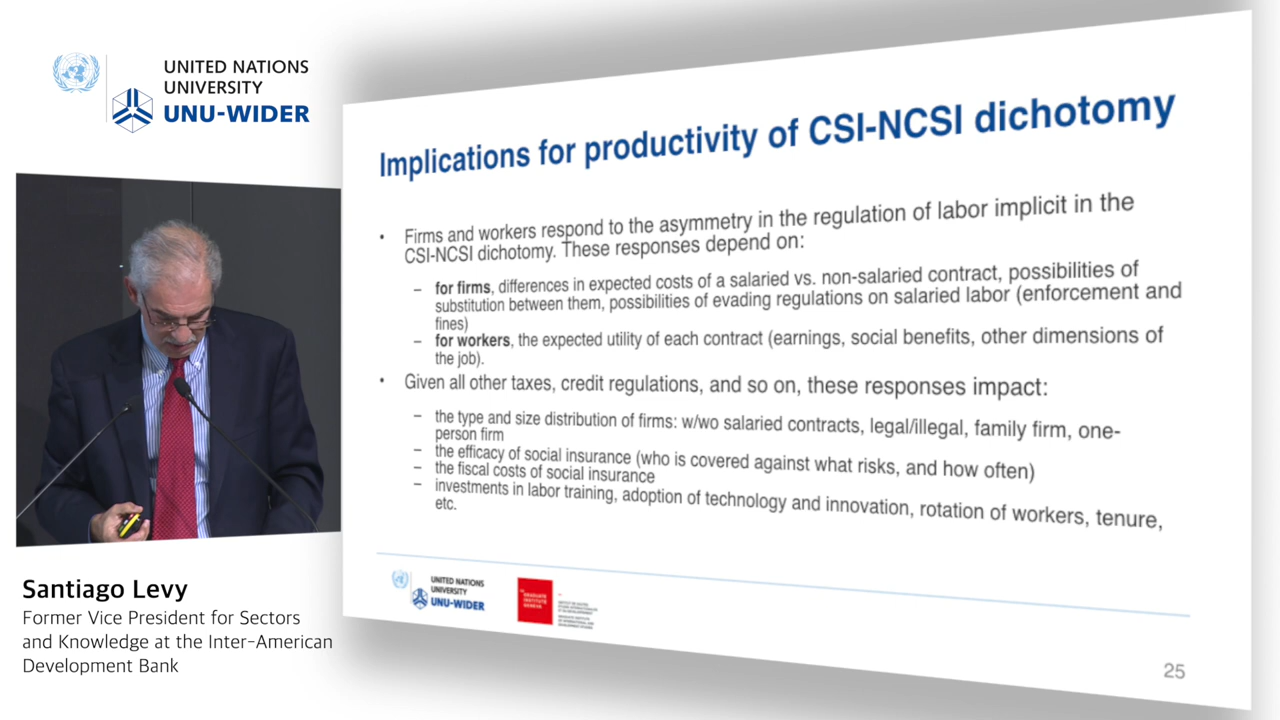 UNITED NATIONS
UNIVERSITY
UNU-WIDER
Implications for productivity of CSI-NCSI dichotomy
• Firms and workers respond to the asymmetry in the regulation of labor implicit in the
CSI-NCSI dichotomy. These responses depend on:
– for firms, differences in expected costs of a salaried vs. non-salaried contract, possibilities of
substitution between them, possibilities of evading regulations on salaried labor (enforcement and
fines)
– for workers, the expected utility of each contract (earnings, social benefits, other dimensions of
the job).
• Given all other taxes, credit regulations, and so on, these responses impact:
– the type and size distribution of firms: w/wo salaried contracts, legal/illegal, family firm, one-
person firm
– the efficacy of social insurance (who is covered against what risks, and how often)
– the fiscal costs of social insurance
– investments in labor training, adoption of technology and innovation, rotation of workers, tenure,
etc.
UNITED NATIONS
UNIVERSITY
UNU-WIDER
GRADUATE
INSTITUTE
GENEVA
25
Santiago Levy
Former Vice President for Sectors
and Knowledge at the Inter-American
Development Bank